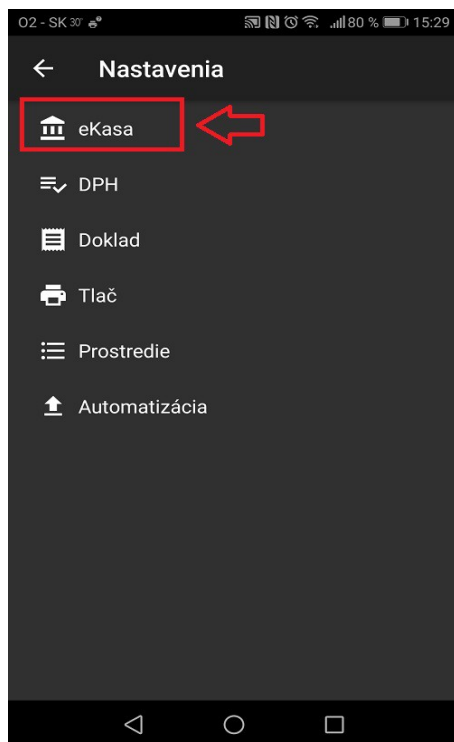 O2 - SK 30° 80 % 15:29
Nastavenia
eKasa
DPH
Doklad
Tlač
Prostredie
Automatizácia